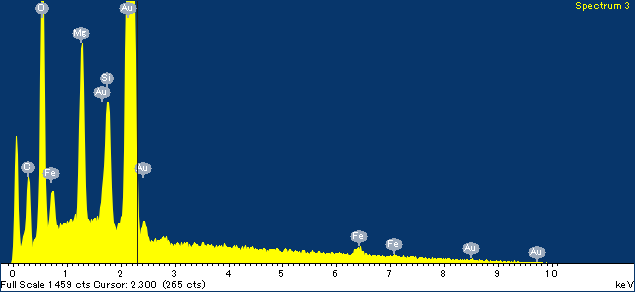 Spectrum 3
O
Au
Mg
Si
Au
O
Fe
Au
Fe
Fe
Au
Au
0 1 2 3 4 5 6 7 8 9 10
Full Scale 1459 cts Cursor: 2.300 (265 cts)
keV